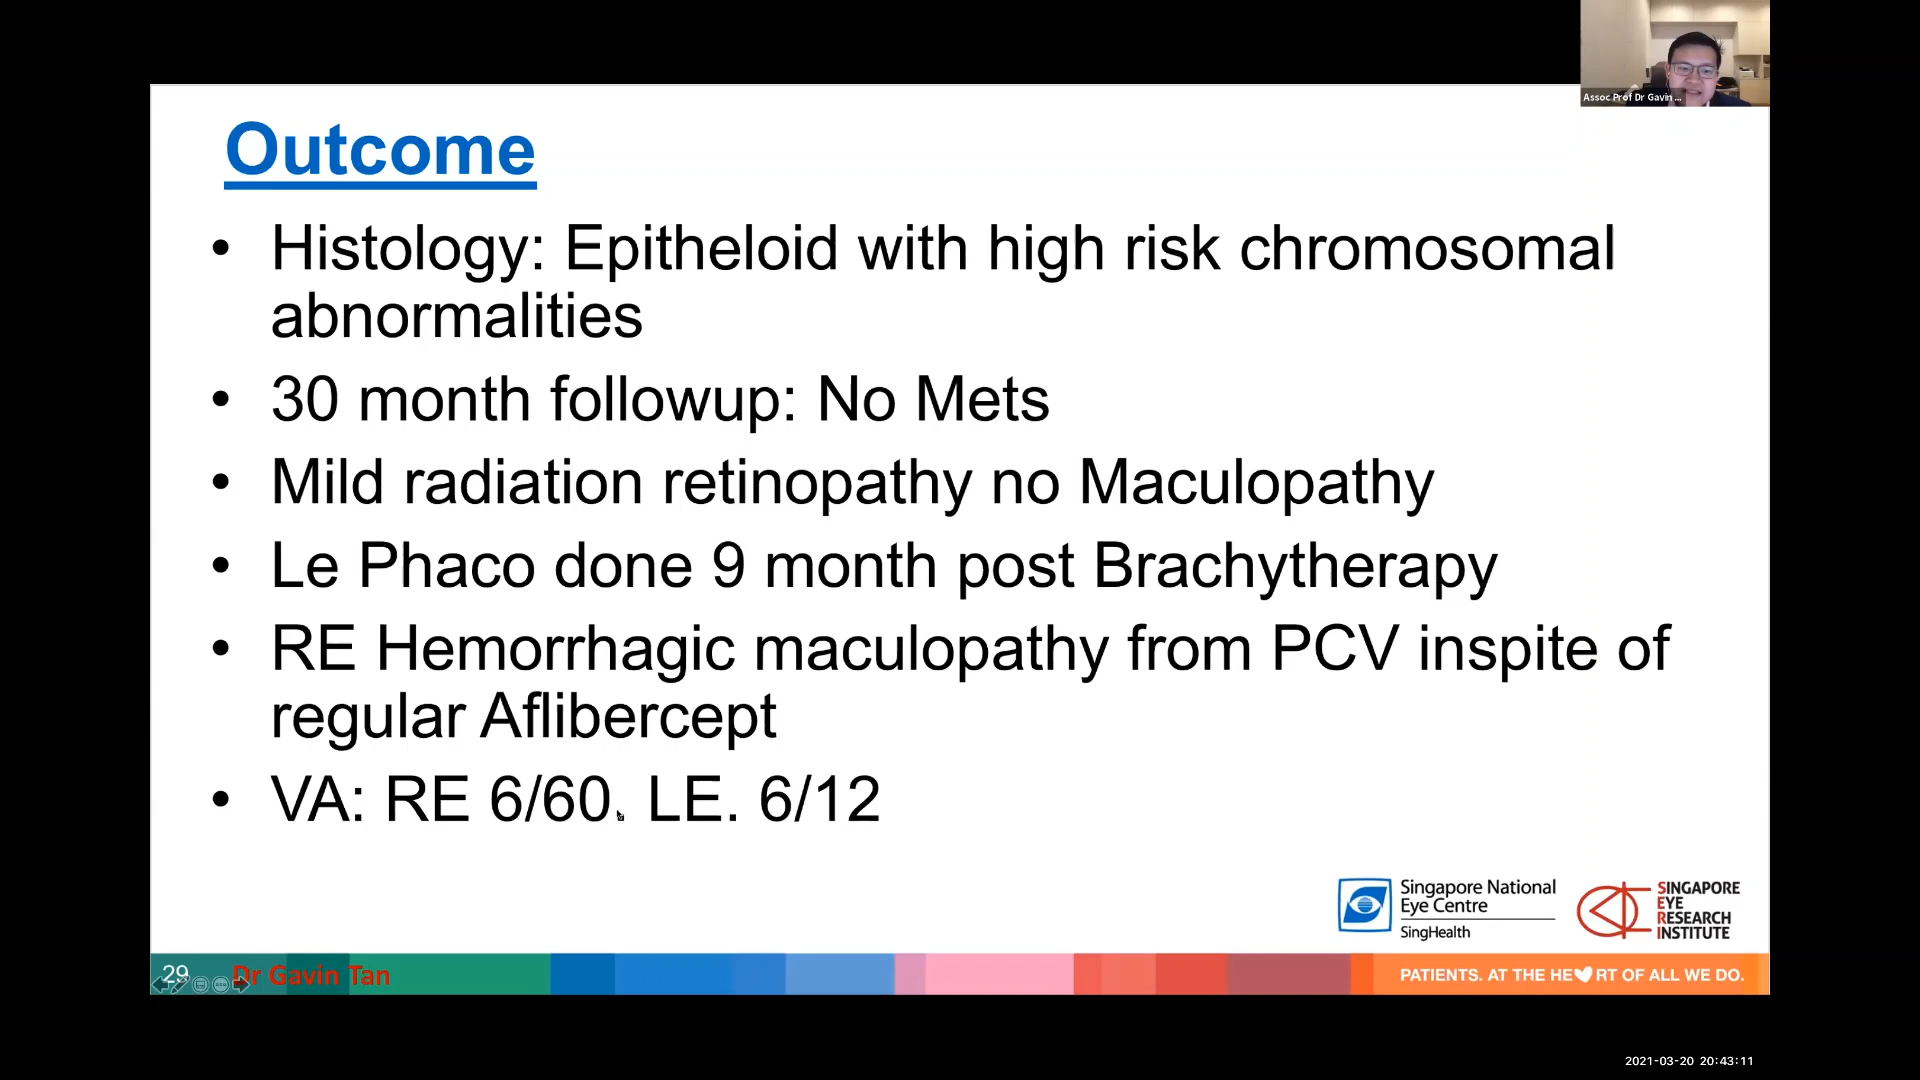 Assoc Prof Dr Gavin ...
Outcome
• Histology: Epitheloid with high risk chromosomal
abnormalities
• 30 month followup: No Mets
• Mild radiation retinopathy no Maculopathy
• Le Phaco done 9 month post Brachytherapy
• RE Hemorrhagic maculopathy from PCV inspite of
regular Aflibercept
• VA: RE 6/60. LE. 6/12
Singapore National
Eye Centre
SingHealth
SINGAPORE
EYE
RESEARCH
INSTITUTE
29
Dr Gavin Tan
PATIENTS. AT THE HE♥RT OF ALL WE DO.
2021-03-20 20:43:11